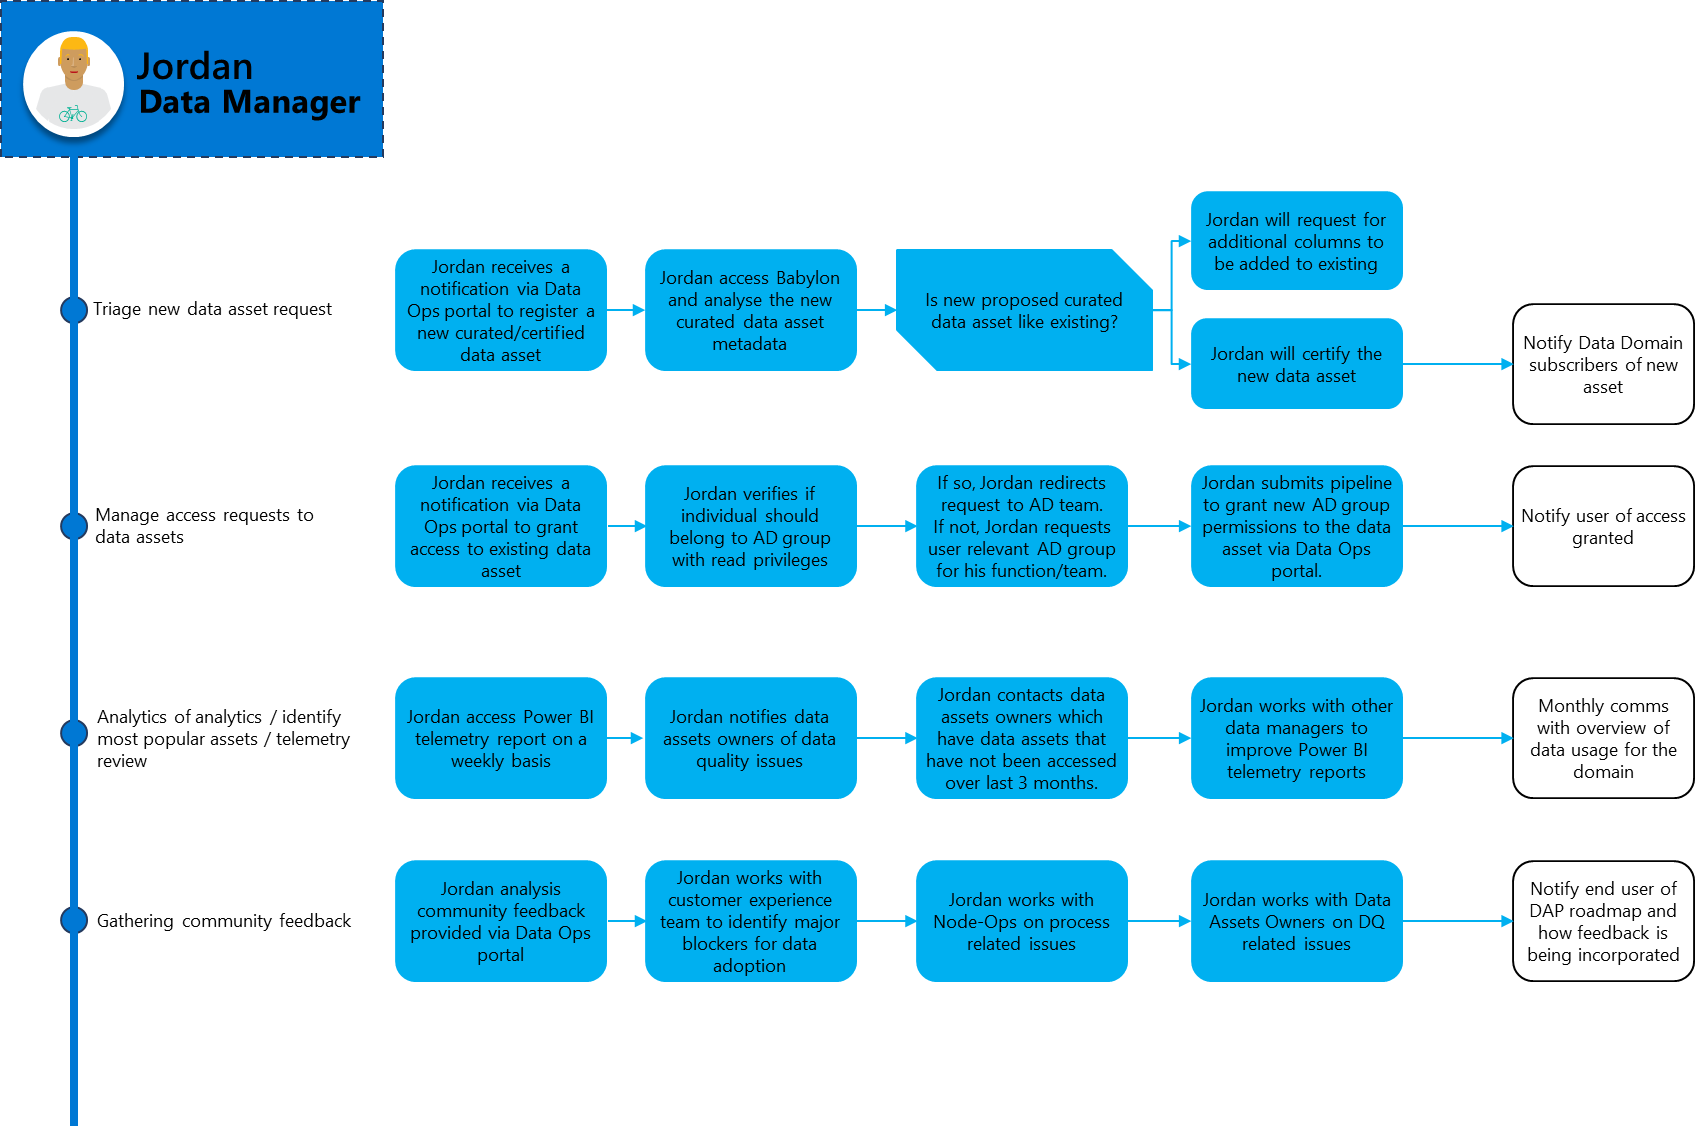 Jordan
Data Manager
Triage new data asset request
Jordan receives a
notification via Data
Ops portal to register a
new curated/certified
data asset
Jordan access Babylon
and analyse the new
curated data asset
metadata
Is new proposed curated
data asset like existing?
Jordan will request for
additional columns to
be added to existing
Jordan will certify the
new data asset
Notify Data Domain
subscribers of new
asset
Manage access requests to
data assets
Jordan receives a
notification via Data
Ops portal to grant
access to existing data
asset
Jordan verifies if
individual should
belong to AD group
with read privileges
If so, Jordan redirects
request to AD team.
If not, Jordan requests
user relevant AD group
for his function/team.
Jordan submits pipeline
to grant new AD group
permissions to the data
asset via Data Ops
portal.
Notify user of access
granted
Analytics of analytics / identify
most popular assets / telemetry
review
Jordan access Power BI
telemetry report on a
weekly basis
Jordan notifies data
assets owners of data
quality issues
Jordan contacts data
assets owners which
have data assets that
have not been accessed
over last 3 months.
Jordan works with other
data managers to
improve Power BI
telemetry reports
Monthly comms
with overview of
data usage for the
domain
Gathering community feedback
Jordan analysis
community feedback
provided via Data Ops
portal
Jordan works with
customer experience
team to identify major
blockers for data
adoption
Jordan works with
Node-Ops on process
related issues
Jordan works with Data
Assets Owners on DQ
related issues
Notify end user of
DAP roadmap and
how feedback is
being incorporated